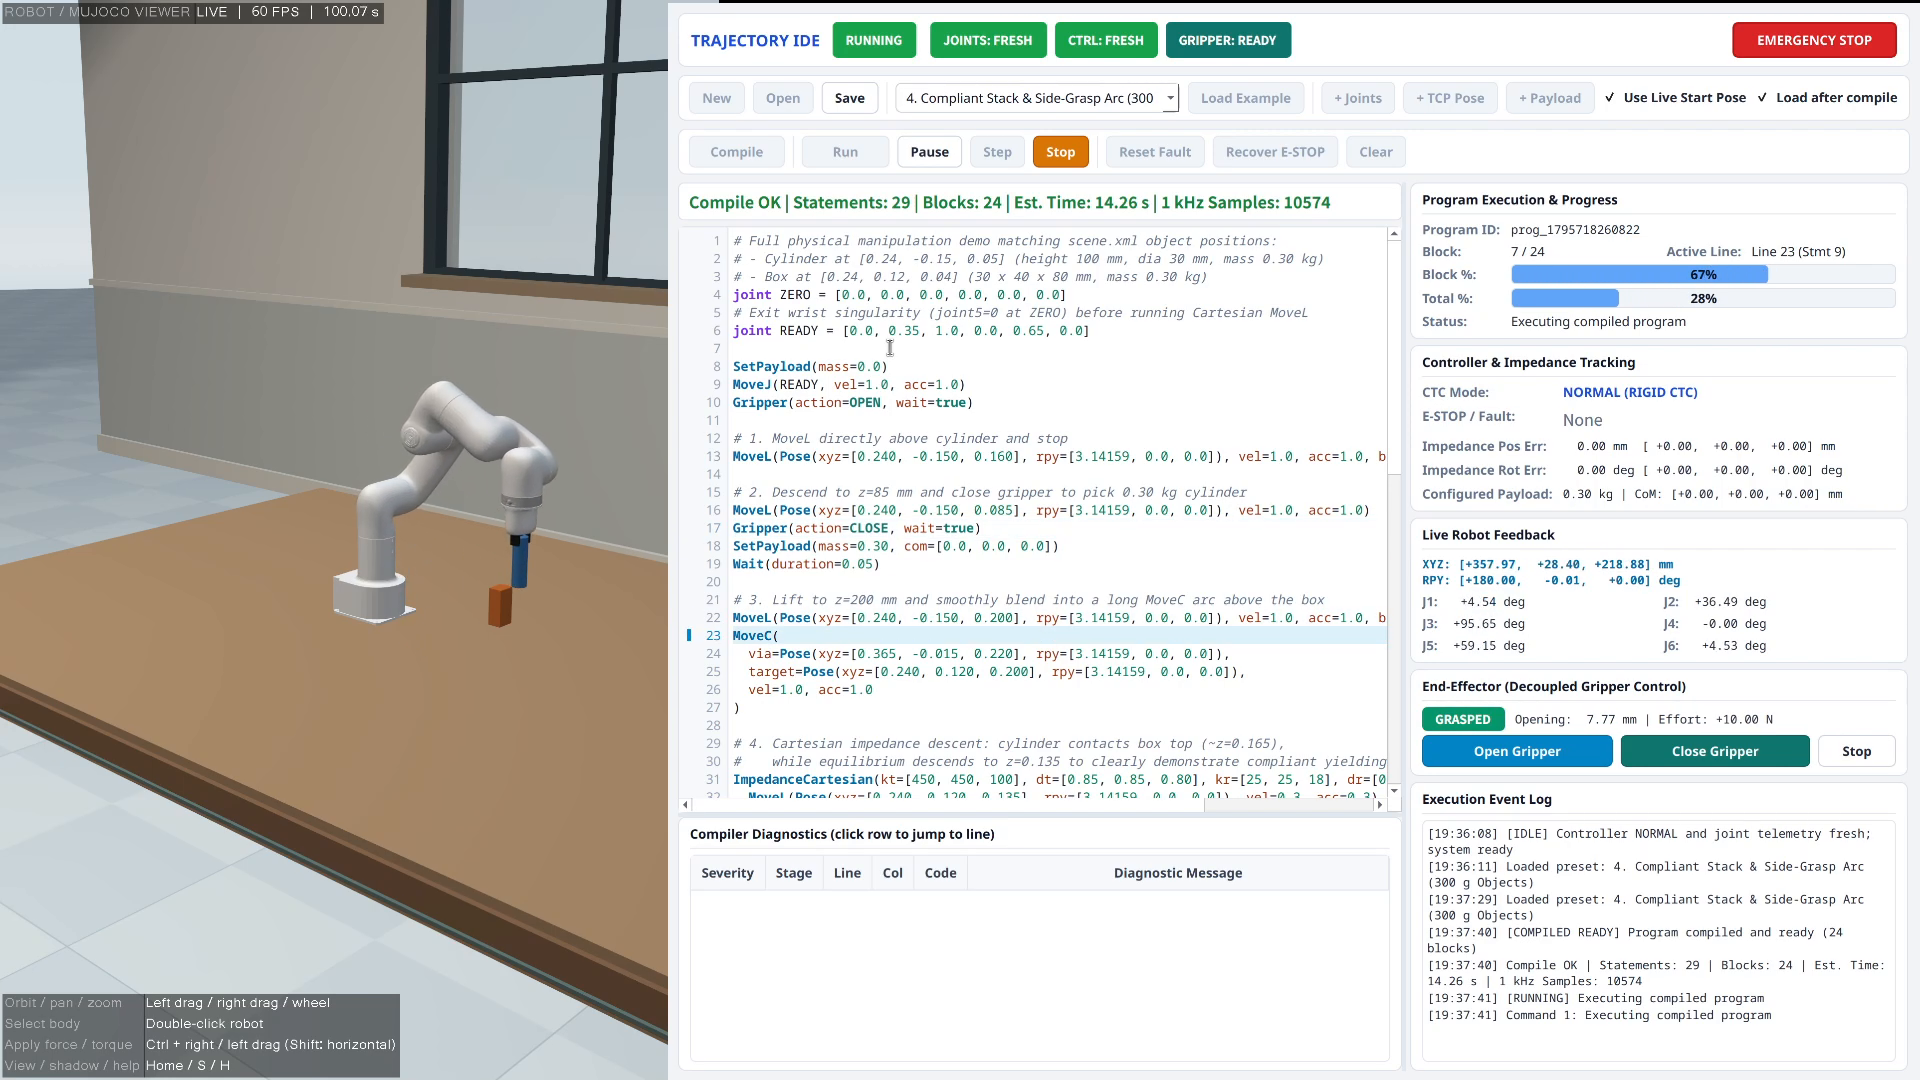 ROBOT / MUJOCO VIEWER LIVE | 60 FPS | 100.07 s
TRAJECTORY IDE RUNNING JOINTS: FRESH CTRL: FRESH GRIPPER: READY EMERGENCY STOP
New Open Save 4. Compliant Stack & Side-Grasp Arc (300 Load Example + Joints + TCP Pose + Payload ✓ Use Live Start Pose ✓ Load after compile
Compile Run Pause Step Stop Reset Fault Recover E-STOP Clear
Compile OK | Statements: 29 | Blocks: 24 | Est. Time: 14.26 s | 1 kHz Samples: 10574
1 # Full physical manipulation demo matching scene.xml object positions:
2 # - Cylinder at [0.24, -0.15, 0.05] (height 100 mm, dia 30 mm, mass 0.30 kg)
3 # - Box at [0.24, 0.12, 0.04] (30 x 40 x 80 mm, mass 0.30 kg)
4 joint ZERO = [0.0, 0.0, 0.0, 0.0, 0.0, 0.0]
5 # Exit wrist singularity (joint5=0 at ZERO) before running Cartesian MoveL
6 joint READY = [0.0, 0.35, 1.0, 0.0, 0.65, 0.0]
7
8 SetPayload(mass=0.0)
9 MoveJ(READY, vel=1.0, acc=1.0)
10 Gripper(action=OPEN, wait=true)
11
12 # 1. MoveL directly above cylinder and stop
13 MoveL(Pose(xyz=[0.240, -0.150, 0.160], rpy=[3.14159, 0.0, 0.0]), vel=1.0, acc=1.0, b
14
15 # 2. Descend to z=85 mm and close gripper to pick 0.30 kg cylinder
16 MoveL(Pose(xyz=[0.240, -0.150, 0.085], rpy=[3.14159, 0.0, 0.0]), vel=1.0, acc=1.0)
17 Gripper(action=CLOSE, wait=true)
18 SetPayload(mass=0.30, com=[0.0, 0.0, 0.0])
19 Wait(duration=0.05)
20
21 # 3. Lift to z=200 mm and smoothly blend into a long MoveC arc above the box
22 MoveL(Pose(xyz=[0.240, -0.150, 0.200], rpy=[3.14159, 0.0, 0.0]), vel=1.0, acc=1.0, b
23 MoveC(
24 via=Pose(xyz=[0.365, -0.015, 0.220], rpy=[3.14159, 0.0, 0.0]),
25 target=Pose(xyz=[0.240, 0.120, 0.200], rpy=[3.14159, 0.0, 0.0]),
26 vel=1.0, acc=1.0
27 )
28
29 # 4. Cartesian impedance descent: cylinder contacts box top (~z=0.165),
30 # while equilibrium descends to z=0.135 to clearly demonstrate compliant yielding
31 ImpedanceCartesian(kt=[450, 450, 100], dt=[0.85, 0.85, 0.80], kr=[25, 25, 18], dr=[0
32 MoveL(Pose(xyz=[0.240, 0.120, 0.135], rpy=[3.14159, 0.0, 0.0]), vel=0.3, acc=0.3)
Compiler Diagnostics (click row to jump to line)
Severity Stage Line Col Code Diagnostic Message
Program Execution & Progress
Program ID: prog_1795718260822
Block: 7 / 24 Active Line: Line 23 (Stmt 9)
Block %: 67%
Total %: 28%
Status: Executing compiled program
Controller & Impedance Tracking
CTC Mode: NORMAL (RIGID CTC)
E-STOP / Fault: None
Impedance Pos Err: 0.00 mm [ +0.00, +0.00, +0.00] mm
Impedance Rot Err: 0.00 deg [ +0.00, +0.00, +0.00] deg
Configured Payload: 0.30 kg | CoM: [+0.00, +0.00, +0.00] mm
Live Robot Feedback
XYZ: [+357.97, +28.40, +218.88] mm
RPY: [+180.00, -0.01, +0.00] deg
J1: +4.54 deg J2: +36.49 deg
J3: +95.65 deg J4: -0.00 deg
J5: +59.15 deg J6: +4.53 deg
End-Effector (Decoupled Gripper Control)
GRASPED Opening: 7.77 mm | Effort: +10.00 N
Open Gripper Close Gripper Stop
Execution Event Log
[19:36:08] [IDLE] Controller NORMAL and joint telemetry fresh;
system ready
[19:36:11] Loaded preset: 4. Compliant Stack & Side-Grasp Arc
(300 g Objects)
[19:37:29] Loaded preset: 4. Compliant Stack & Side-Grasp Arc
(300 g Objects)
[19:37:40] [COMPILED READY] Program compiled and ready (24
blocks)
[19:37:40] Compile OK | Statements: 29 | Blocks: 24 | Est. Time:
14.26 s | 1 kHz Samples: 10574
[19:37:41] [RUNNING] Executing compiled program
[19:37:41] Command 1: Executing compiled program
Orbit / pan / zoom Left drag / right drag / wheel
Select body Double-click robot
Apply force / torque Ctrl + right / left drag (Shift: horizontal)
View / shadow / help Home / S / H